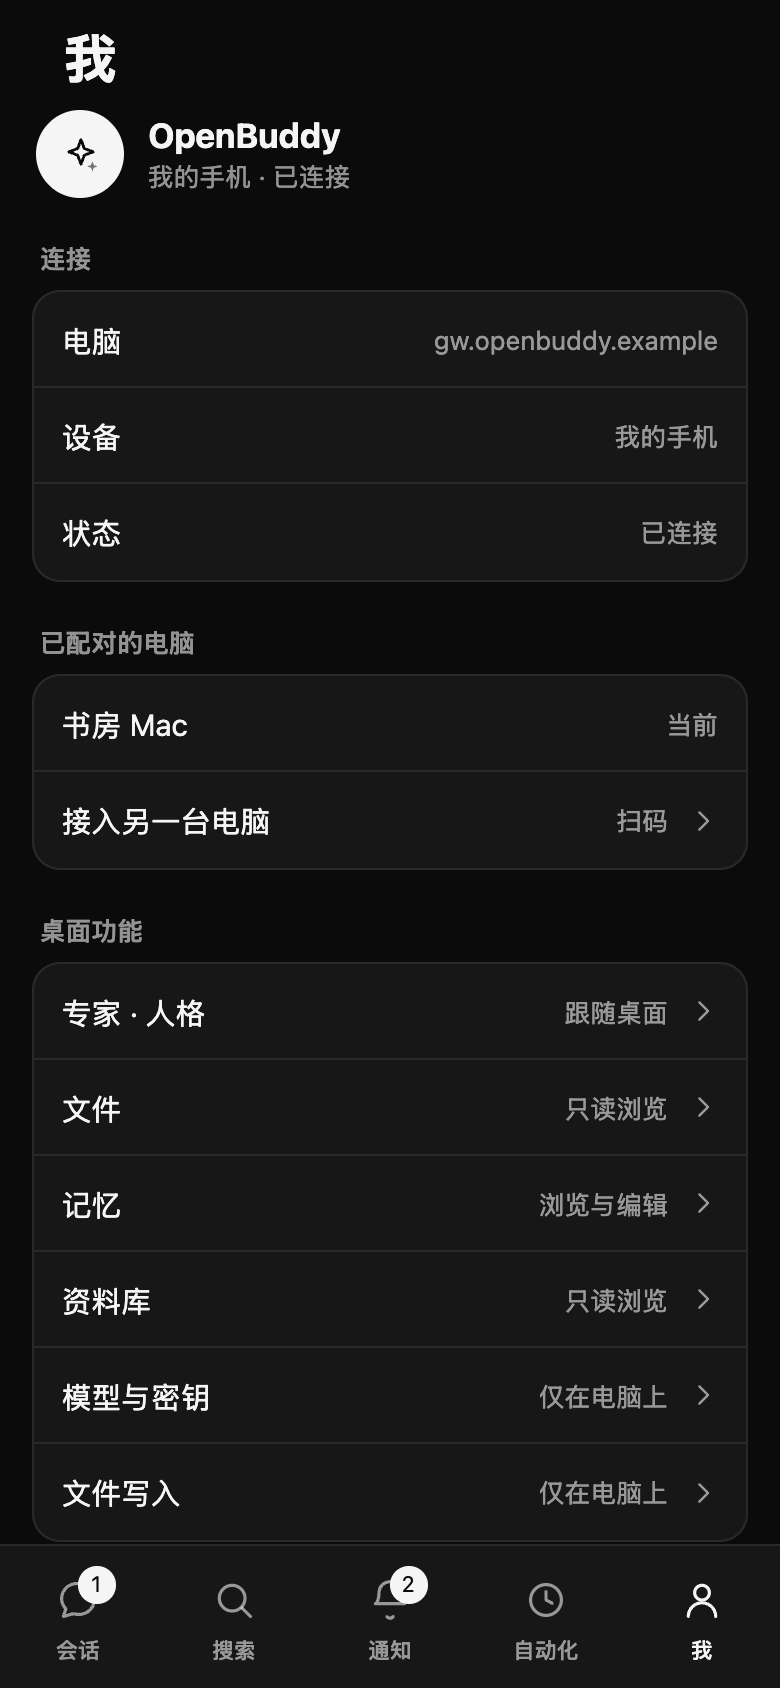 我
OpenBuddy
我的手机 · 已连接
连接
电脑 gw.openbuddy.example
设备 我的手机
状态 已连接
已配对的电脑
书房 Mac 当前
接入另一台电脑 扫码
桌面功能
专家 · 人格 跟随桌面
文件 只读浏览
记忆 浏览与编辑
资料库 只读浏览
模型与密钥 仅在电脑上
文件写入 仅在电脑上
1 2
会话 搜索 通知 自动化 我